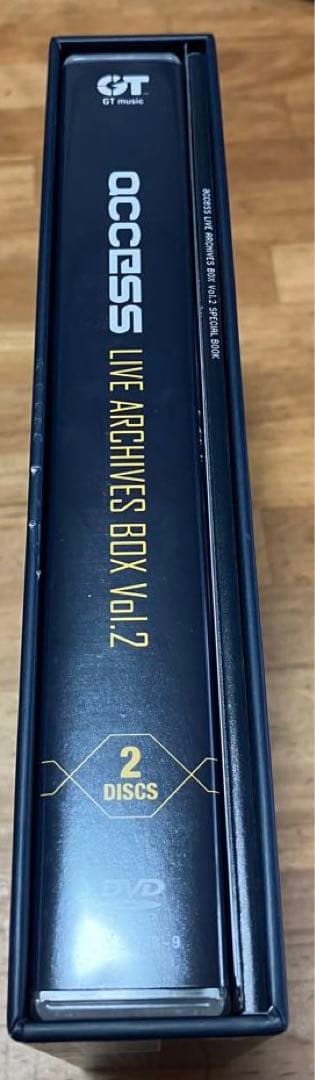 GT
GT music
access
LIVE ARCHIVES BOX Vol.2
2
DISCS
DVD
-9
access LIVE ARCHIVES BOX Vol.2 SPECIAL BOOK